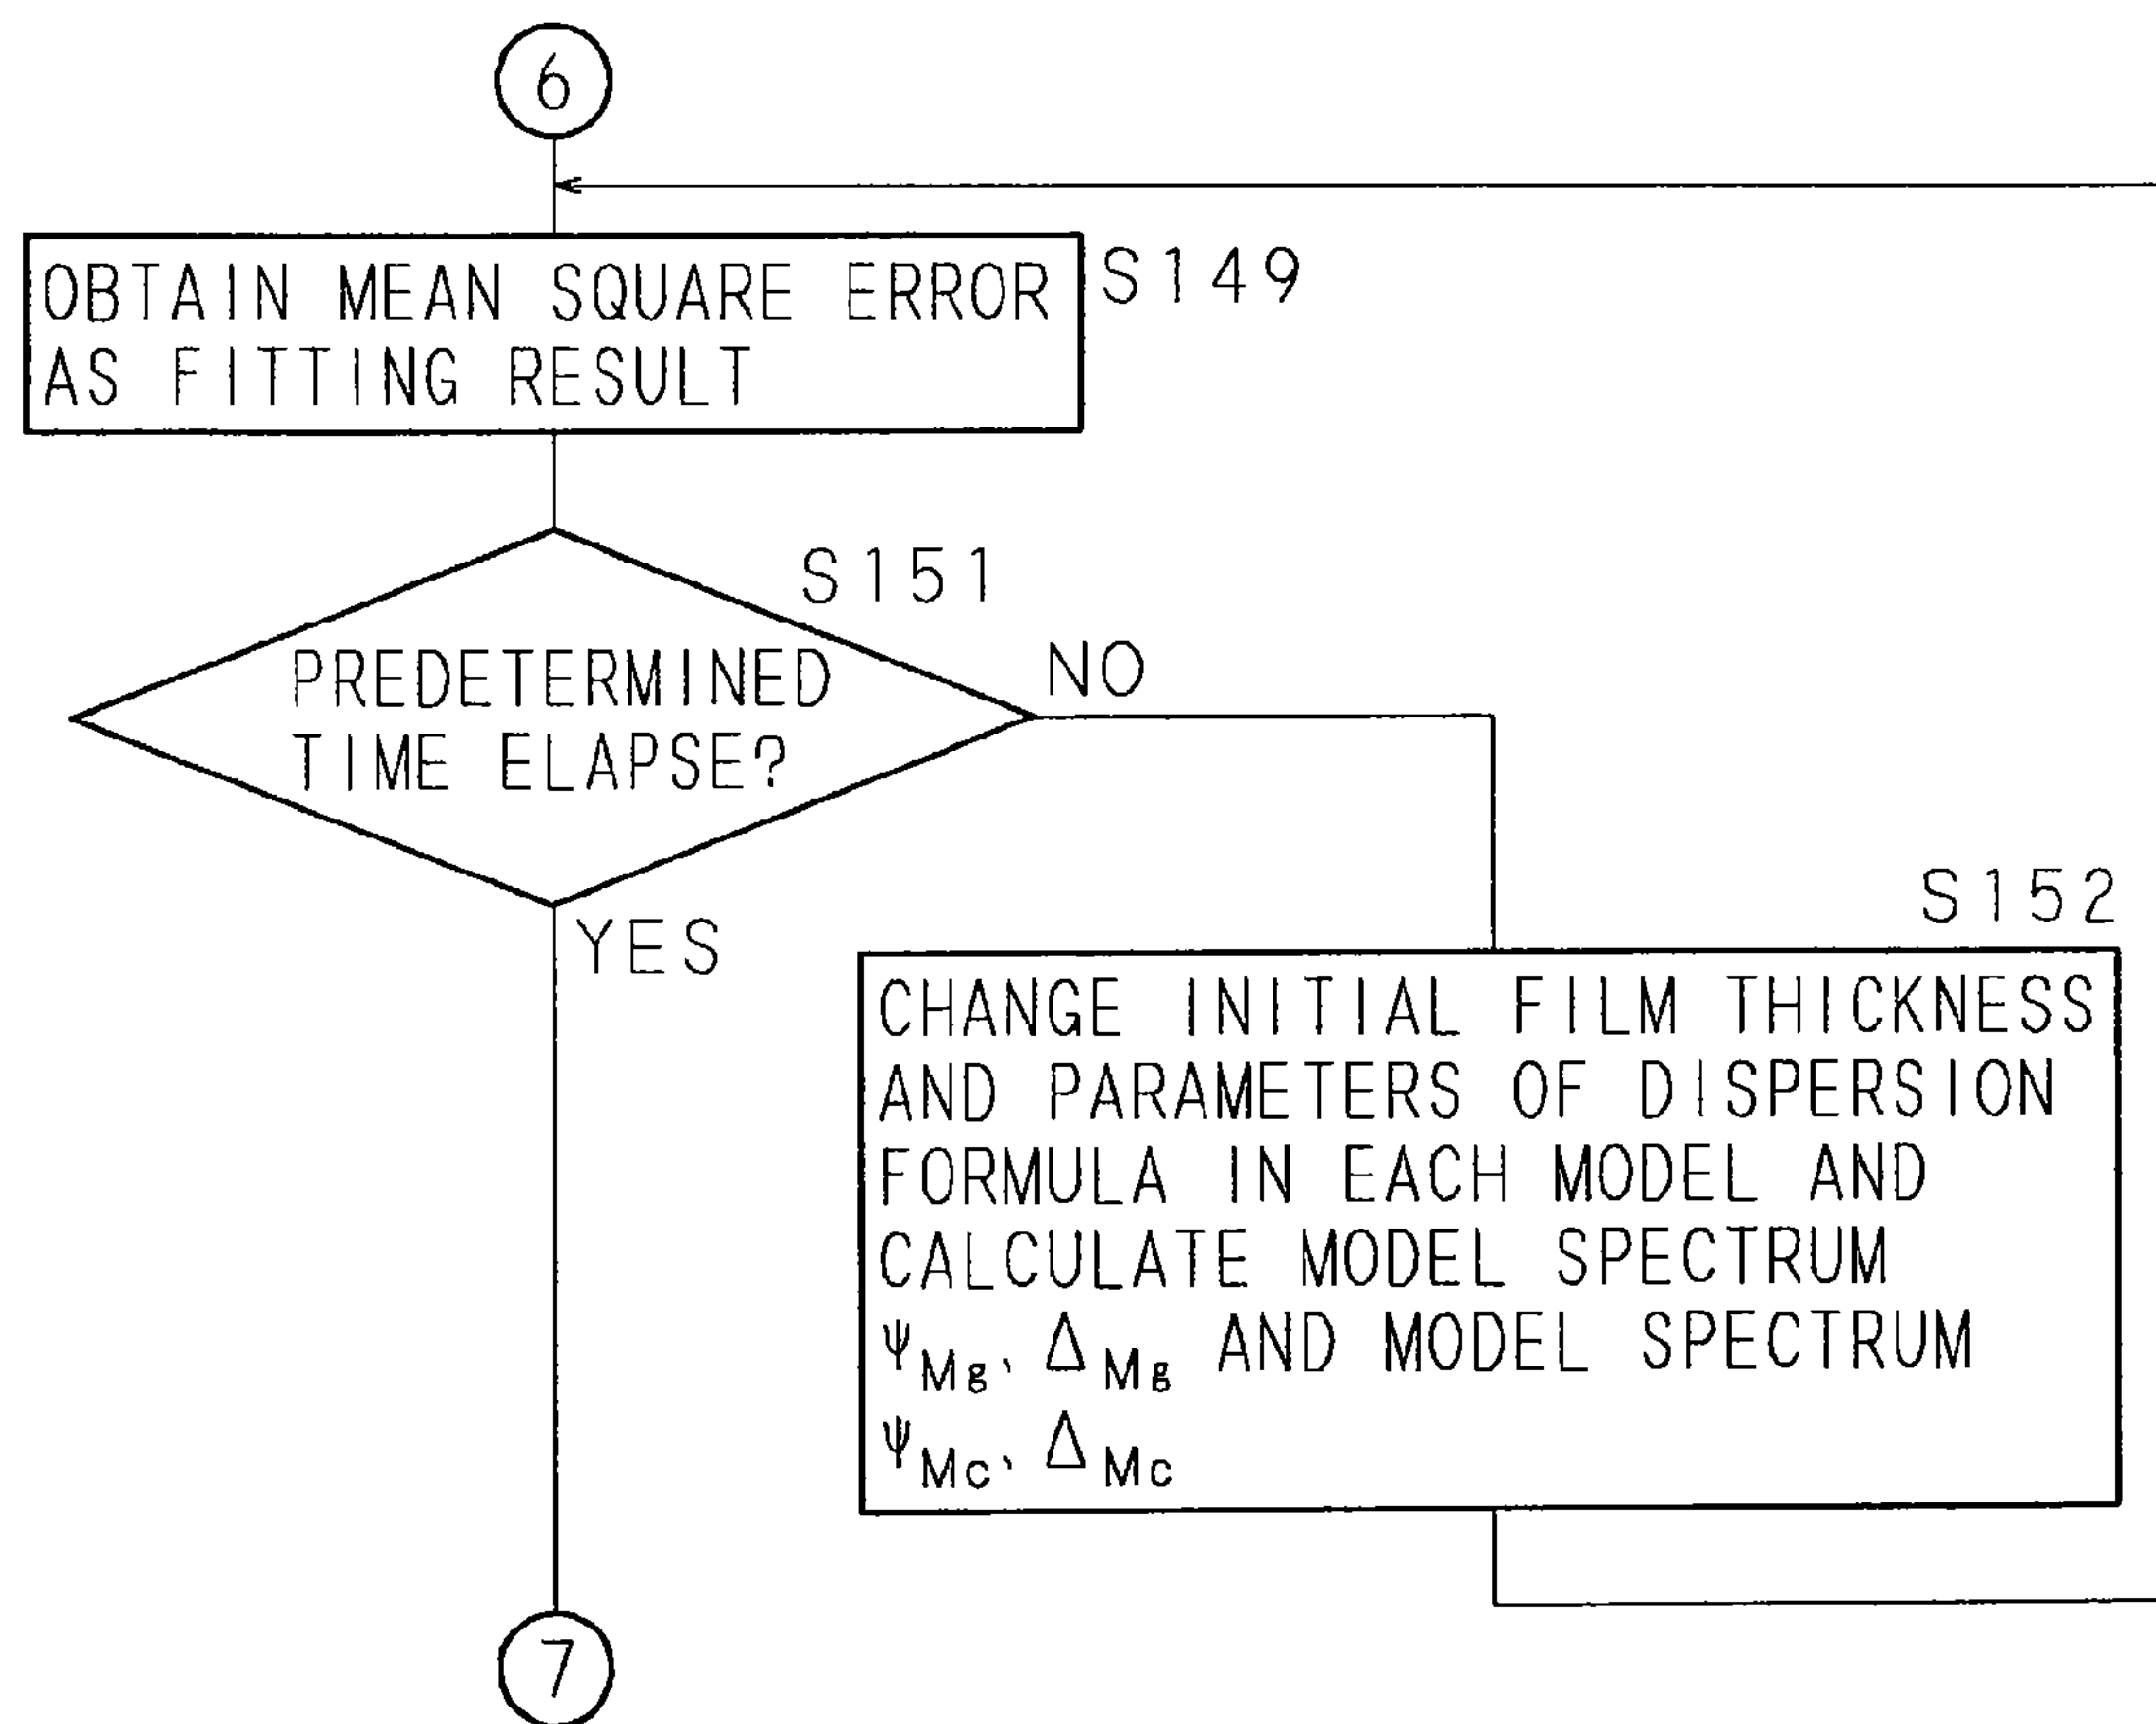 6
OBTAIN MEAN SQUARE ERROR
AS FITTING RESULT
S149
S151
PREDETERMINED
TIME ELAPSE?
NO
YES
S152
CHANGE INITIAL FILM THICKNESS
AND PARAMETERS OF DISPERSION
FORMULA IN EACH MODEL AND
CALCULATE MODEL SPECTRUM
ψMg, ΔMg AND MODEL SPECTRUM
ψMc, ΔMc
7